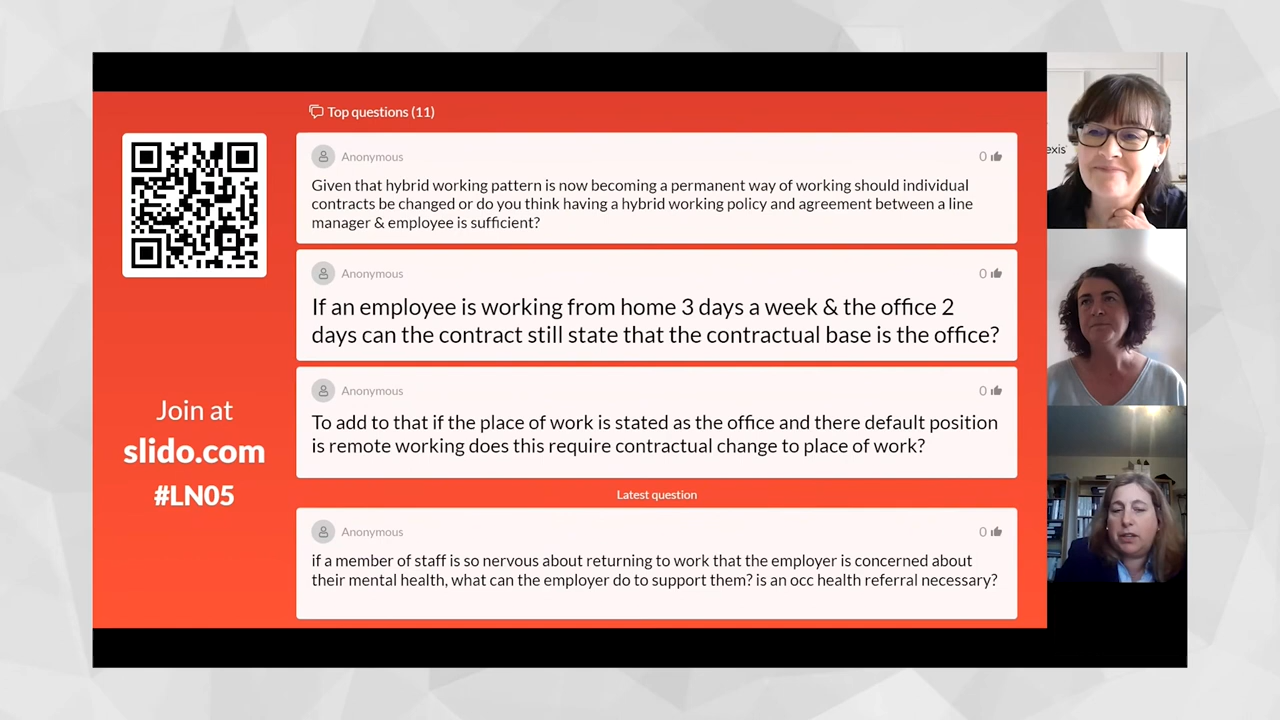 Top questions (11)
Anonymous
0
Given that hybrid working pattern is now becoming a permanent way of working should individual
contracts be changed or do you think having a hybrid working policy and agreement between a line
manager & employee is sufficient?
Anonymous
0
If an employee is working from home 3 days a week & the office 2
days can the contract still state that the contractual base is the office?
Anonymous
0
To add to that if the place of work is stated as the office and there default position
is remote working does this require contractual change to place of work?
Latest question
Anonymous
0
if a member of staff is so nervous about returning to work that the employer is concerned about
their mental health, what can the employer do to support them? is an occ health referral necessary?
Join at
slido.com
#LN05
exis